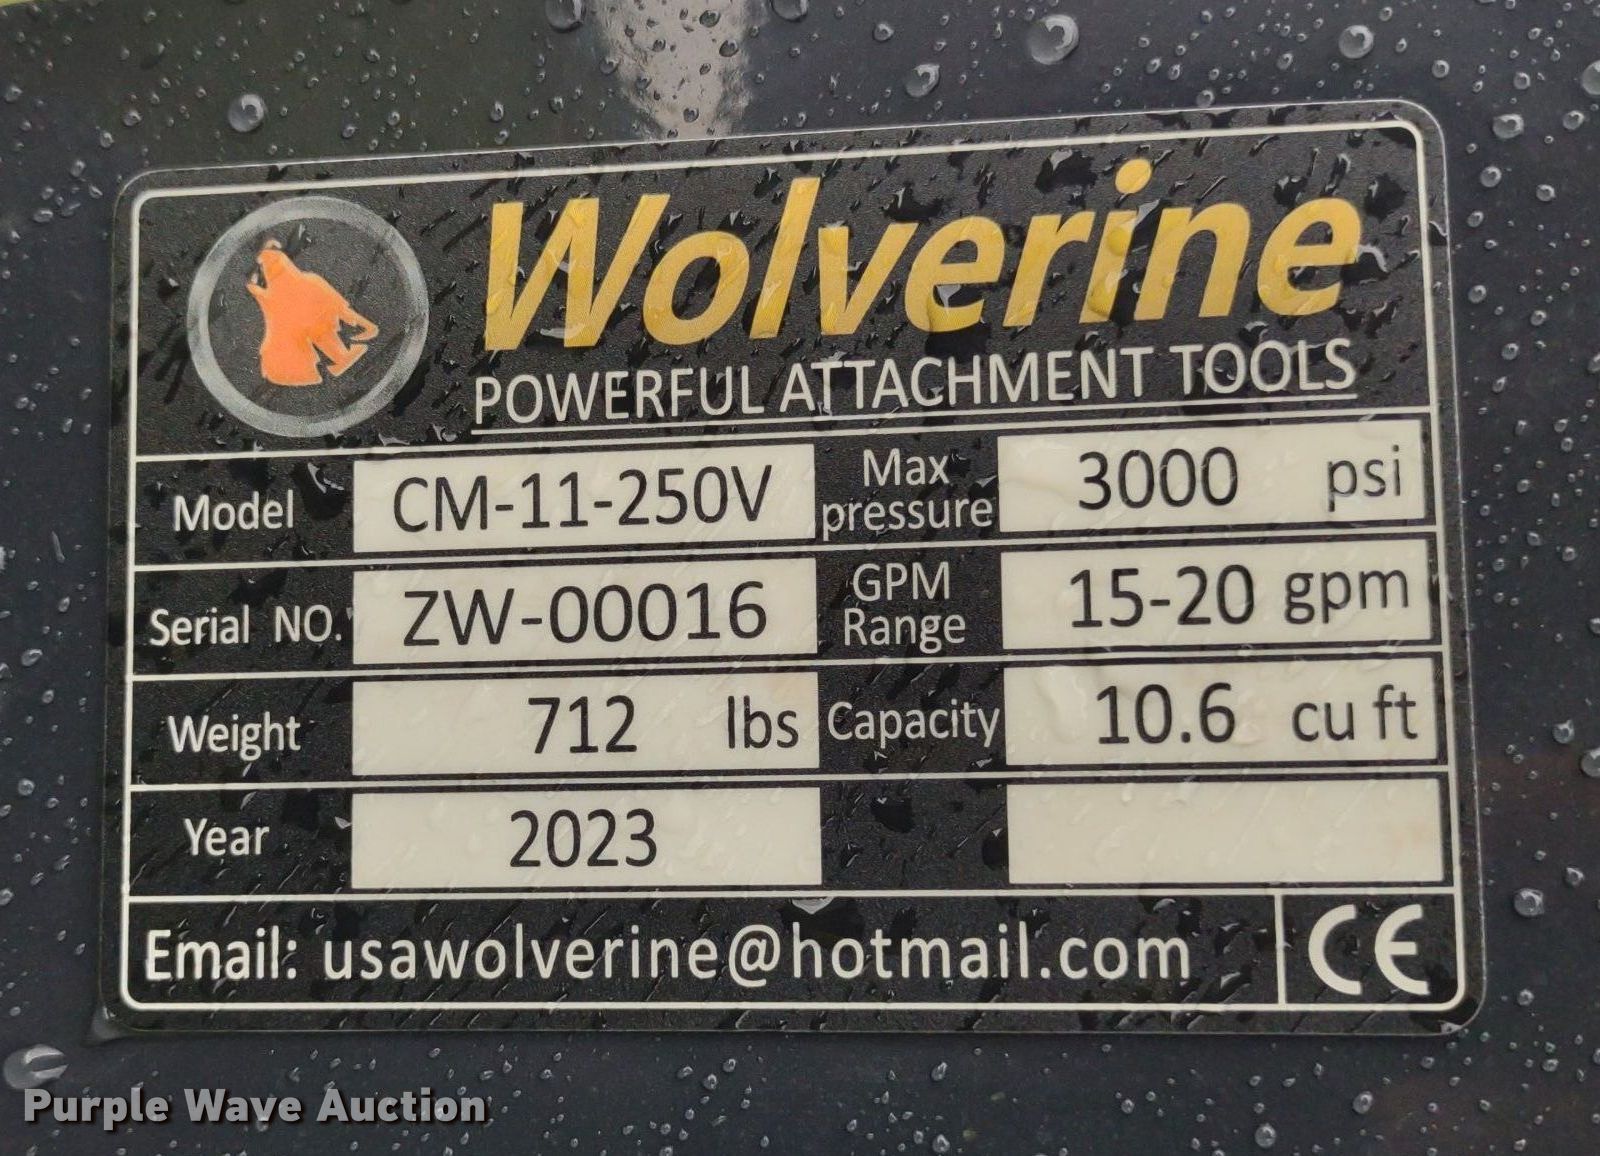 Wolverine
POWERFUL ATTACHMENT TOOLS
Model CM-11-250V Max pressure 3000 psi
Serial NO. ZW-00016 GPM Range 15-20 gpm
Weight 712 lbs Capacity 10.6 cu ft
Year 2023
Email: usawolverine@hotmail.com CE
Purple Wave Auction